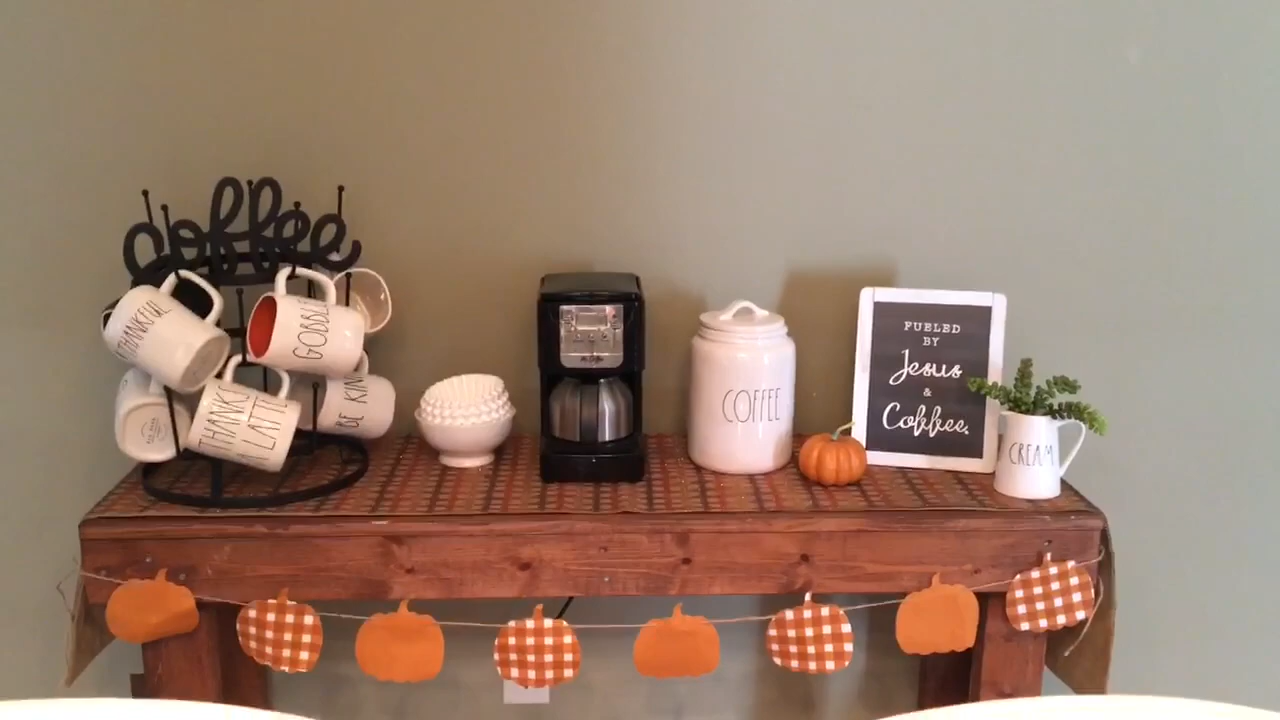 coffee
THANKFUL
GOBBLE
THANKS
A LATTE
BE KIND
COFFEE
FUELED
BY
Jesus
&
Coffee.
CREAM